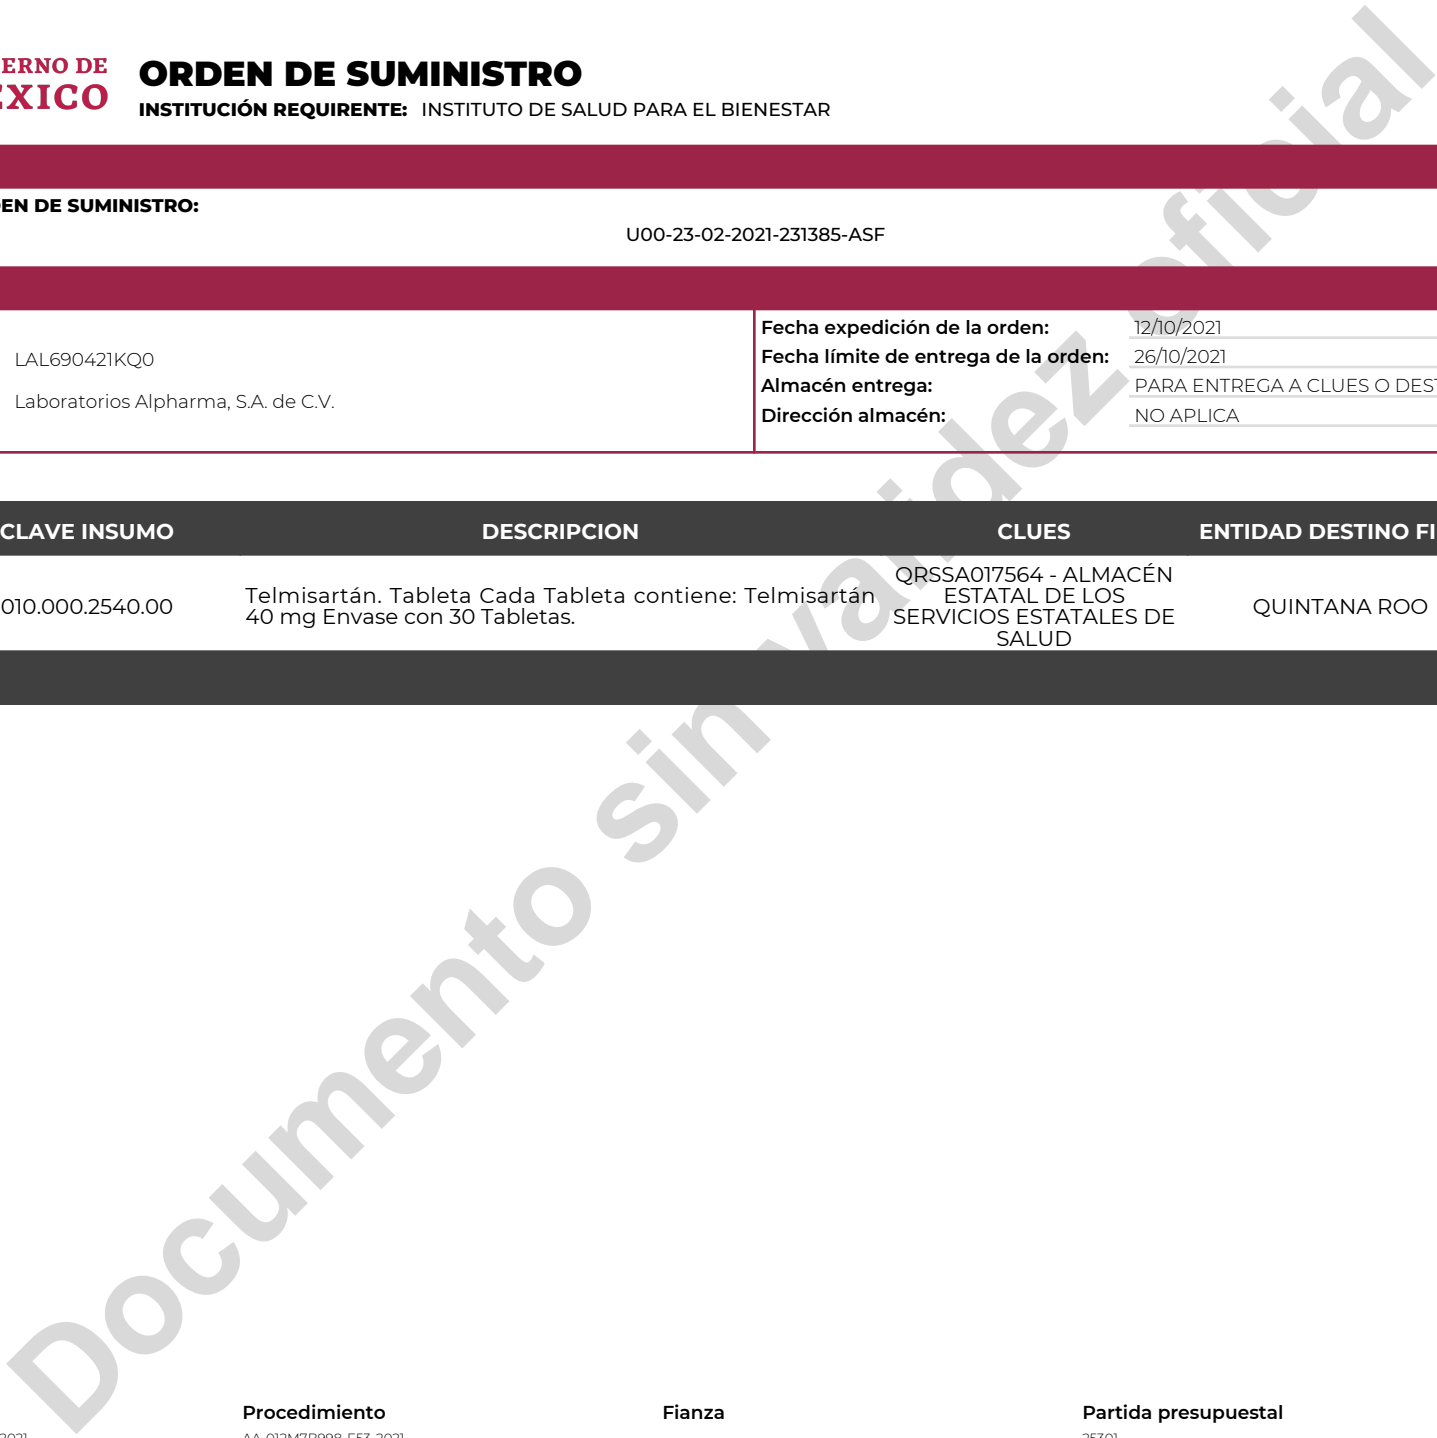 ERNO DE
EXICO
ORDEN DE SUMINISTRO
INSTITUCIÓN REQUIRENTE: INSTITUTO DE SALUD PARA EL BIENESTAR
EN DE SUMINISTRO:
U00-23-02-2021-231385-ASF
LAL690421KQ0
Laboratorios Alpharma, S.A. de C.V.
Fecha expedición de la orden: 12/10/2021
Fecha límite de entrega de la orden: 26/10/2021
Almacén entrega: PARA ENTREGA A CLUES O DEST
Dirección almacén: NO APLICA
CLAVE INSUMO DESCRIPCION CLUES ENTIDAD DESTINO FI
010.000.2540.00
Telmisartán. Tableta Cada Tableta contiene: Telmisartán
40 mg Envase con 30 Tabletas.
QRSSA017564 - ALMACÉN
ESTATAL DE LOS
SERVICIOS ESTATALES DE
SALUD
QUINTANA ROO
Documento sin validez oficial
Procedimiento Fianza Partida presupuestal